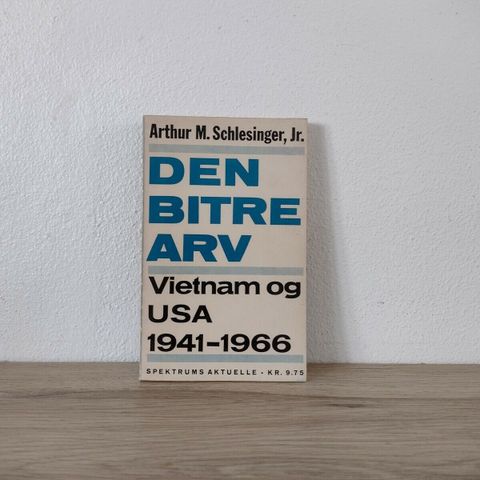 Arthur M. Schlesinger, Jr.
DEN
BITRE
ARV
Vietnam og
USA
1941-1966
SPEKTRUMS AKTUELLE · KR. 9.75